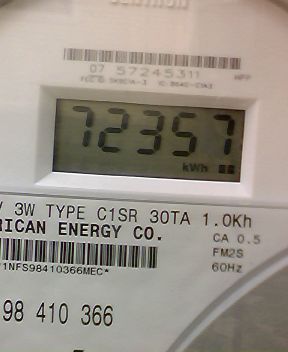 07 57245311
72357
kWh
3W TYPE C1SR 30TA 1.0Kh
RICAN ENERGY CO.
CA 0.5
FM2S
60Hz
1NFS98410366MEC*
98 410 366